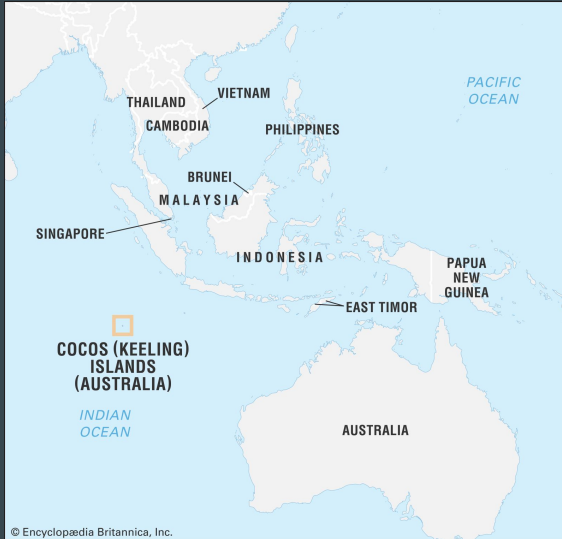 PACIFIC
OCEAN
THAILAND
VIETNAM
CAMBODIA
PHILIPPINES
BRUNEI
MALAYSIA
SINGAPORE
INDONESIA
PAPUA
NEW
GUINEA
EAST TIMOR
COCOS (KEELING)
ISLANDS
(AUSTRALIA)
INDIAN
OCEAN
AUSTRALIA
© Encyclopædia Britannica, Inc.